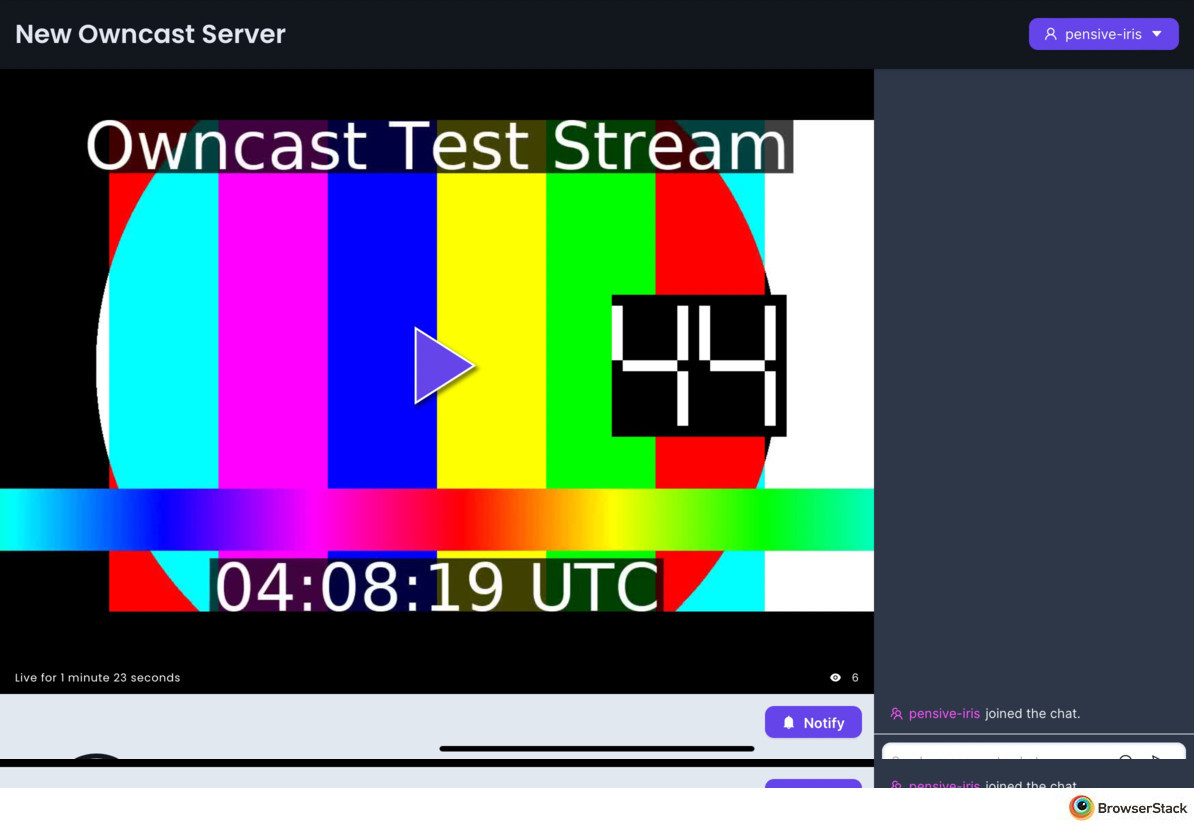 New Owncast Server
pensive-iris
Owncast Test Stream
44
04:08:19 UTC
Live for 1 minute 23 seconds
6
Notify
pensive-iris joined the chat.
pensive-iris joined the chat.
BrowserStack